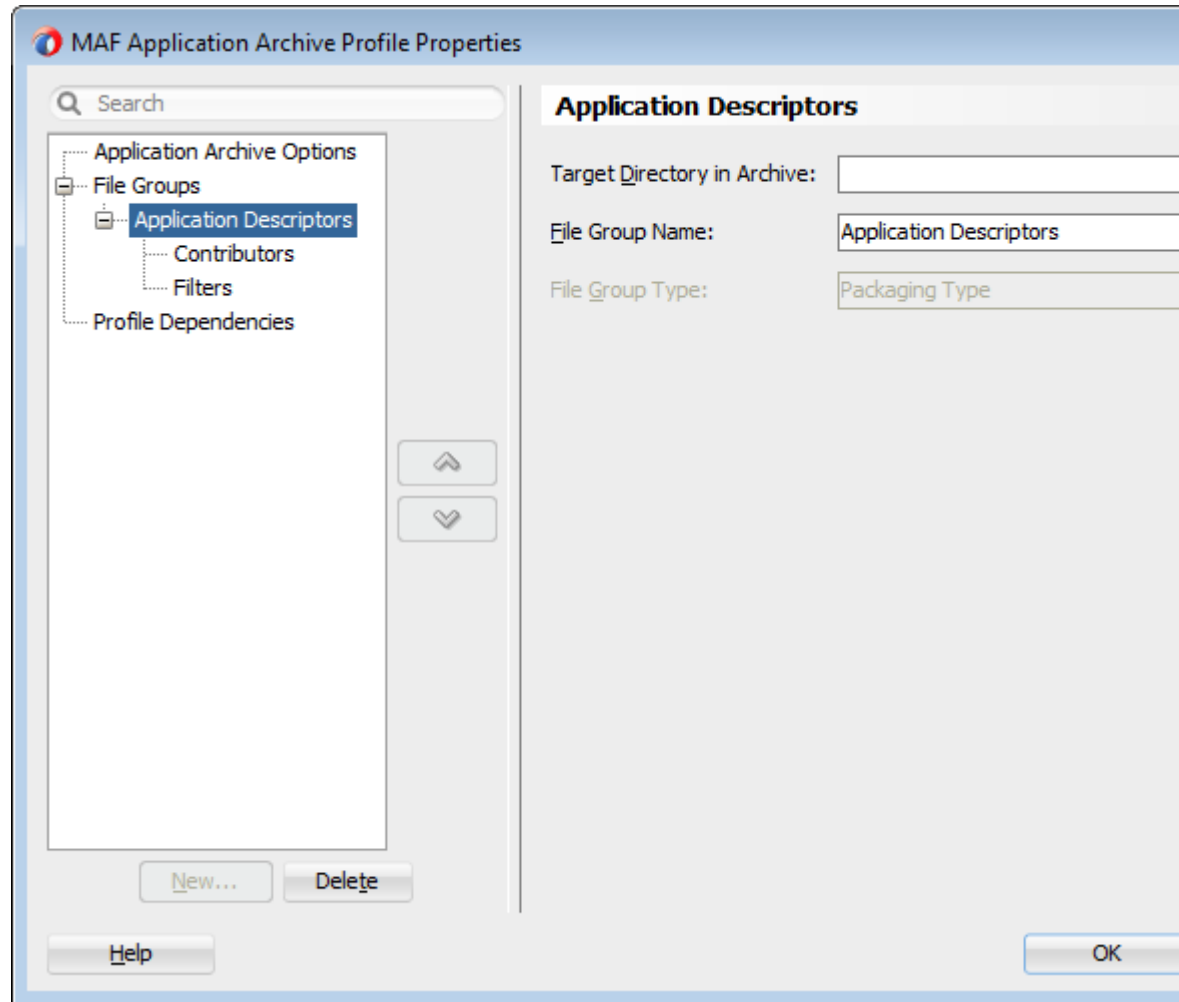 MAF Application Archive Profile Properties
Search
Application Archive Options
File Groups
Application Descriptors
Contributors
Filters
Profile Dependencies
New...
Delete
Application Descriptors
Target Directory in Archive:
File Group Name: Application Descriptors
File Group Type: Packaging Type
Help
OK